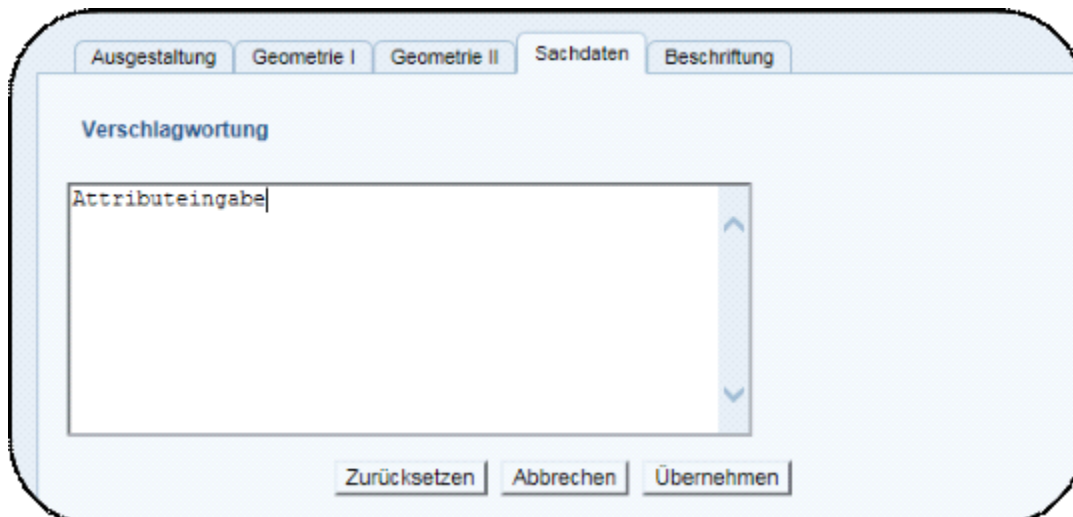 Ausgestaltung Geometrie I Geometrie II Sachdaten Beschriftung
Verschlagwortung
Attributeingabe
Zurücksetzen Abbrechen Übernehmen